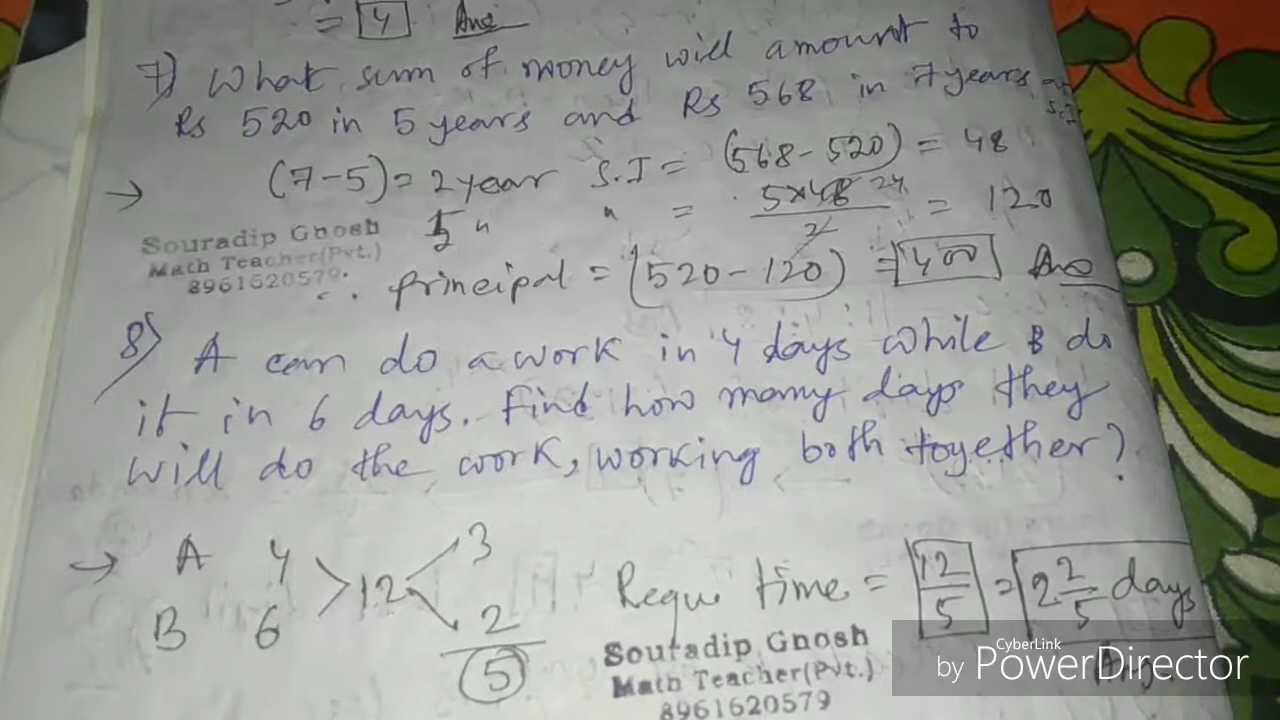 = 4 Ans
7) What sum of money will amount to
Rs 520 in 5 years and Rs 568 in 7 years at
S.I
→ (7-5) = 2 year S.I = (568-520) = 48
5 " " = 5×48 24 / 2 = 120
Souradip Ghosh
Math Teacher(Pvt.)
8961620579.
∴ principal = (520-120) = 400 Ans
8) A can do a work in 4 days while B do
it in 6 days. Find how many days they
will do the work, working both together?
→ A 4 > 12 < 3
B 6 2
5
Requi time = 12/5 = 2 2/5 days
Souradip Ghosh
Math Teacher(Pvt.)
8961620579
CyberLink
by PowerDirector